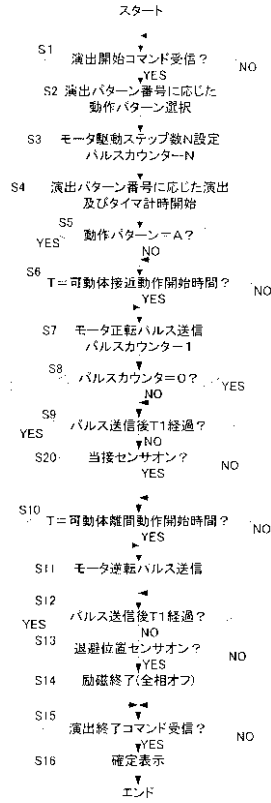 スタート
S1
演出開始コマンド受信？
NO
YES
S2 演出パターン番号に応じた
動作パターン選択
S3 モータ駆動ステップ数N設定
パルスカウンター=N
S4 演出パターン番号に応じた演出
及びタイマ計時開始
S5
YES 動作パターン=A？
NO
S6
T=可動体接近動作開始時間？
NO
YES
S7 モータ正転パルス送信
パルスカウンター1
S8
パルスカウンタ=0？
YES
NO
S9
パルス送信後T1経過？
YES
NO
S20 当接センサオン？
YES NO
S10
T=可動体離間動作開始時間？
NO
YES
S11 モータ逆転パルス送信
S12
パルス送信後T1経過？
YES NO
S13
退避位置センサオン？
NO
YES
S14 励磁終了(全相オフ)
S15
演出終了コマンド受信？
NO
YES
S16 確定表示
エンド